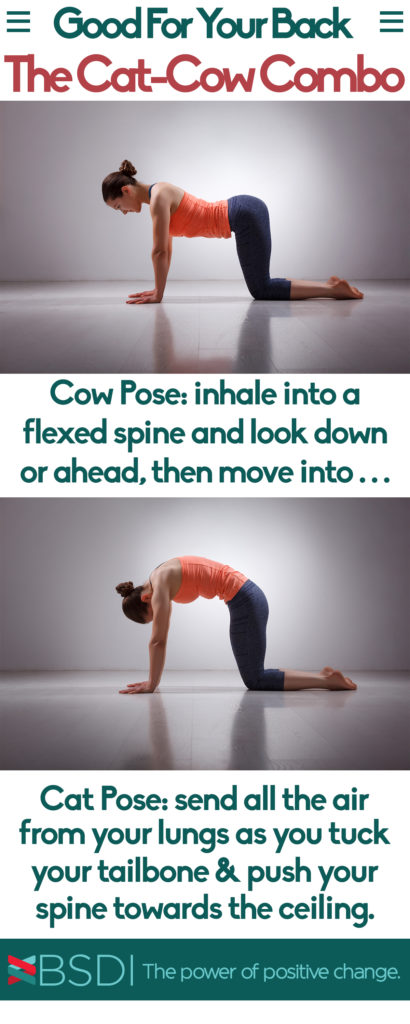 Good For Your Back
The Cat-Cow Combo
Cow Pose: inhale into a
flexed spine and look down
or ahead, then move into . . .
Cat Pose: send all the air
from your lungs as you tuck
your tailbone & push your
spine towards the ceiling.
BSDI The power of positive change.